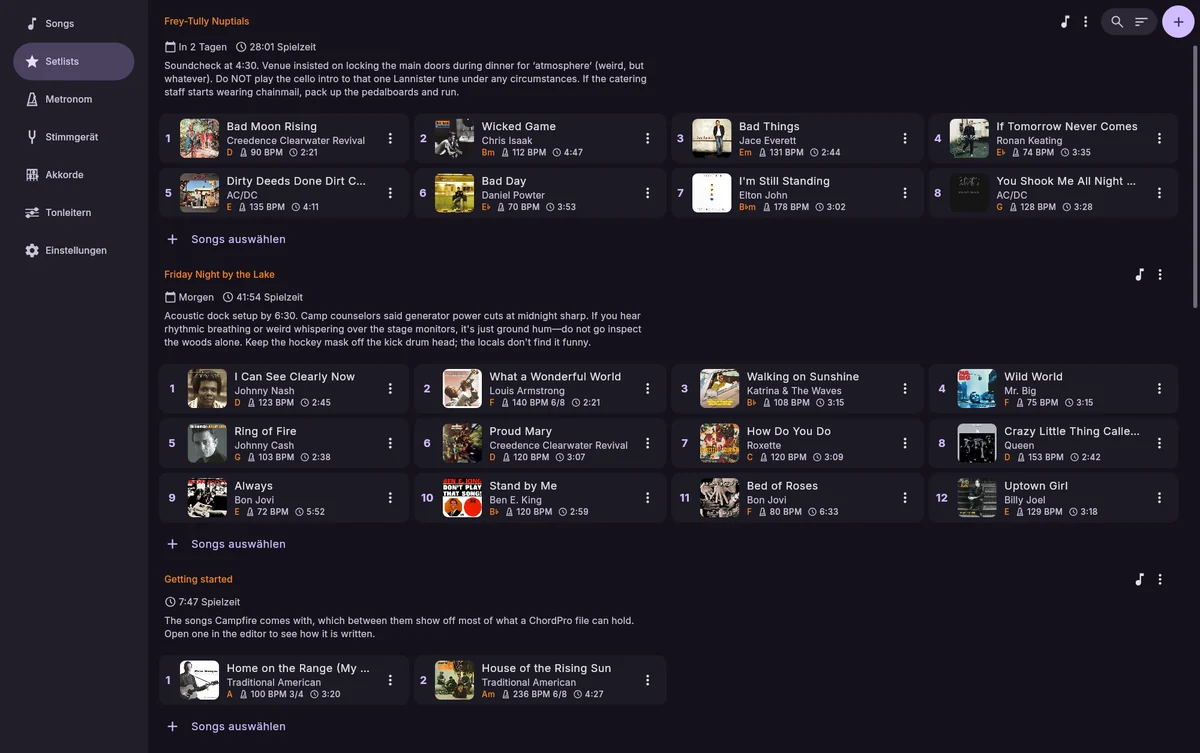 Songs
Setlists
Metronom
Stimmgerät
Akkorde
Tonleitern
Einstellungen
Frey-Tully Nuptials
In 2 Tagen 28:01 Spielzeit
Soundcheck at 4:30. Venue insisted on locking the main doors during dinner for ‘atmosphere’ (weird, but
whatever). Do NOT play the cello intro to that one Lannister tune under any circumstances. If the catering
staff starts wearing chainmail, pack up the pedalboards and run.
1
Bad Moon Rising
Creedence Clearwater Revival
D 90 BPM 2:21
2
Wicked Game
Chris Isaak
Bm 112 BPM 4:47
3
Bad Things
Jace Everett
Em 131 BPM 2:44
4
If Tomorrow Never Comes
Ronan Keating
E♭ 74 BPM 3:35
5
Dirty Deeds Done Dirt C...
AC/DC
E 135 BPM 4:11
6
Bad Day
Daniel Powter
E♭ 70 BPM 3:53
7
I'm Still Standing
Elton John
B♭m 178 BPM 3:02
8
You Shook Me All Night ...
AC/DC
G 128 BPM 3:28
+ Songs auswählen
Friday Night by the Lake
Morgen 41:54 Spielzeit
Acoustic dock setup by 6:30. Camp counselors said generator power cuts at midnight sharp. If you hear
rhythmic breathing or weird whispering over the stage monitors, it's just ground hum—do not go inspect
the woods alone. Keep the hockey mask off the kick drum head; the locals don't find it funny.
1
I Can See Clearly Now
Johnny Nash
D 123 BPM 2:45
2
What a Wonderful World
Louis Armstrong
F 140 BPM 6/8 2:21
3
Walking on Sunshine
Katrina & The Waves
B♭ 108 BPM 3:15
4
Wild World
Mr. Big
F 75 BPM 3:15
5
Ring of Fire
Johnny Cash
G 103 BPM 2:38
6
Proud Mary
Creedence Clearwater Revival
D 120 BPM 3:07
7
How Do You Do
Roxette
C 120 BPM 3:09
8
Crazy Little Thing Calle...
Queen
D 153 BPM 2:42
9
Always
Bon Jovi
E 72 BPM 5:52
10
BEN E. KING
DON'T PLAY
THAT SONG!
Stand by Me
Ben E. King
B♭ 120 BPM 2:59
11
Bed of Roses
Bon Jovi
F 80 BPM 6:33
12
Uptown Girl
Billy Joel
E 129 BPM 3:18
+ Songs auswählen
Getting started
7:47 Spielzeit
The songs Campfire comes with, which between them show off most of what a ChordPro file can hold.
Open one in the editor to see how it is written.
1
Home on the Range (My ...
Traditional American
A 100 BPM 3/4 3:20
2
House of the Rising Sun
Traditional American
Am 236 BPM 6/8 4:27
+ Songs auswählen